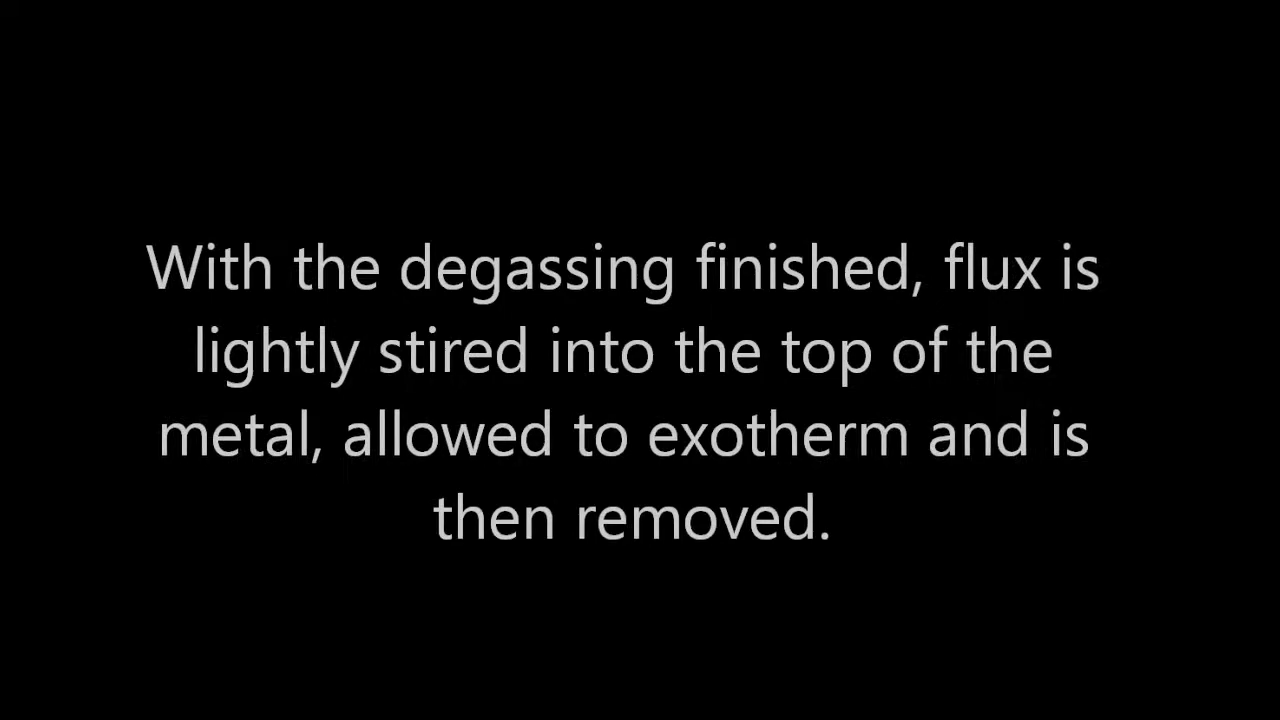 With the degassing finished, flux is
lightly stired into the top of the
metal, allowed to exotherm and is
then removed.